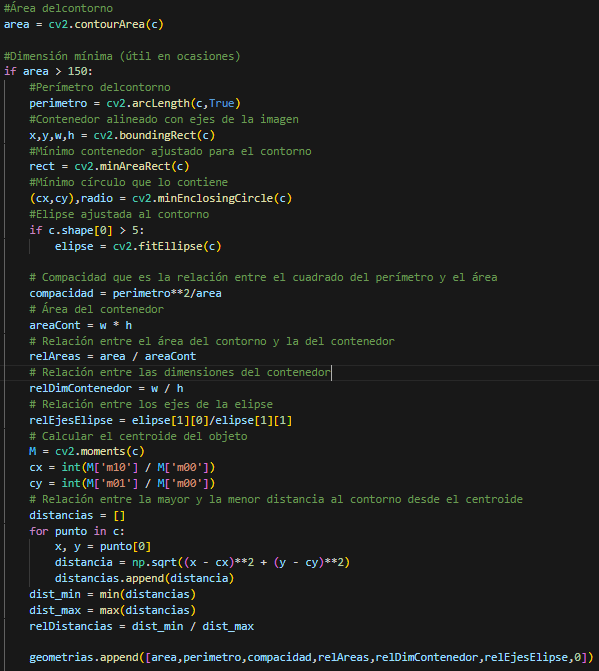 #Área delcontorno
area = cv2.contourArea(c)
#Dimensión mínima (útil en ocasiones)
if area > 150:
#Perímetro delcontorno
perimetro = cv2.arcLength(c,True)
#Contenedor alineado con ejes de la imagen
x,y,w,h = cv2.boundingRect(c)
#Mínimo contenedor ajustado para el contorno
rect = cv2.minAreaRect(c)
#Mínimo círculo que lo contiene
(cx,cy),radio = cv2.minEnclosingCircle(c)
#Elipse ajustada al contorno
if c.shape[0] > 5:
elipse = cv2.fitEllipse(c)
# Compacidad que es la relación entre el cuadrado del perímetro y el área
compacidad = perimetro**2/area
# Área del contenedor
areaCont = w * h
# Relación entre el área del contorno y la del contenedor
relAreas = area / areaCont
# Relación entre las dimensiones del contenedor
relDimContenedor = w / h
# Relación entre los ejes de la elipse
relEjesElipse = elipse[1][0]/elipse[1][1]
# Calcular el centroide del objeto
M = cv2.moments(c)
cx = int(M['m10'] / M['m00'])
cy = int(M['m01'] / M['m00'])
# Relación entre la mayor y la menor distancia al contorno desde el centroide
distancias = []
for punto in c:
x, y = punto[0]
distancia = np.sqrt((x - cx)**2 + (y - cy)**2)
distancias.append(distancia)
dist_min = min(distancias)
dist_max = max(distancias)
relDistancias = dist_min / dist_max
geometrias.append([area,perimetro,compacidad,relAreas,relDimContenedor,relEjesElipse,0])